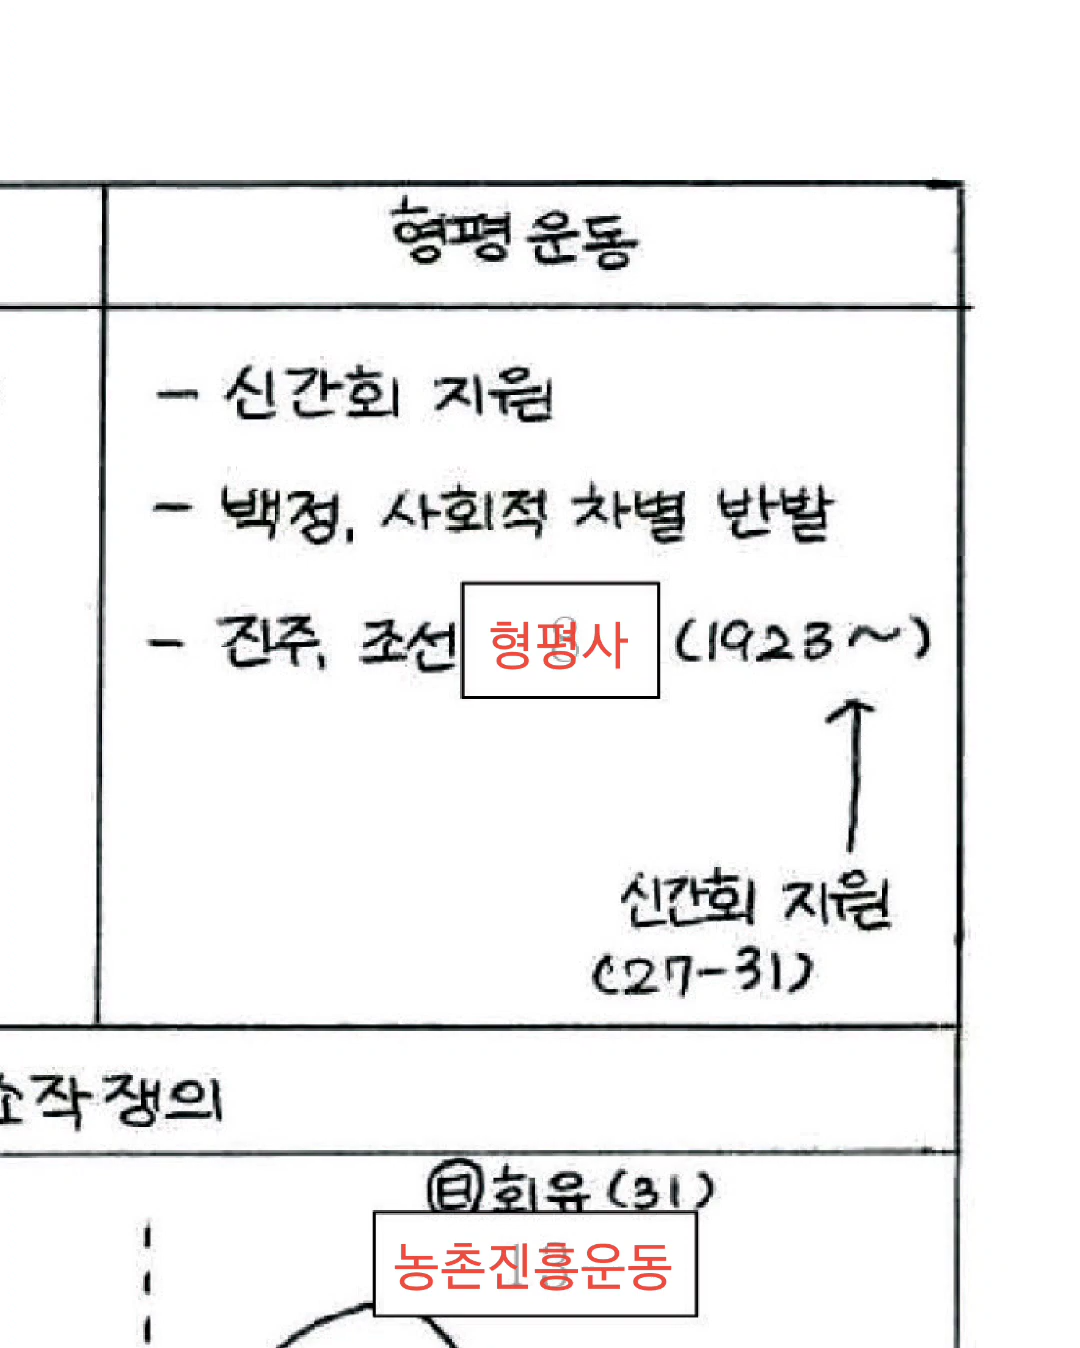 형평운동
- 신간회 지원
- 백정, 사회적 차별 반발
- 진주, 조선 형평사 (1923~)
신간회 지원
(27-31)
소작쟁의
日회유(31)
농촌진흥운동